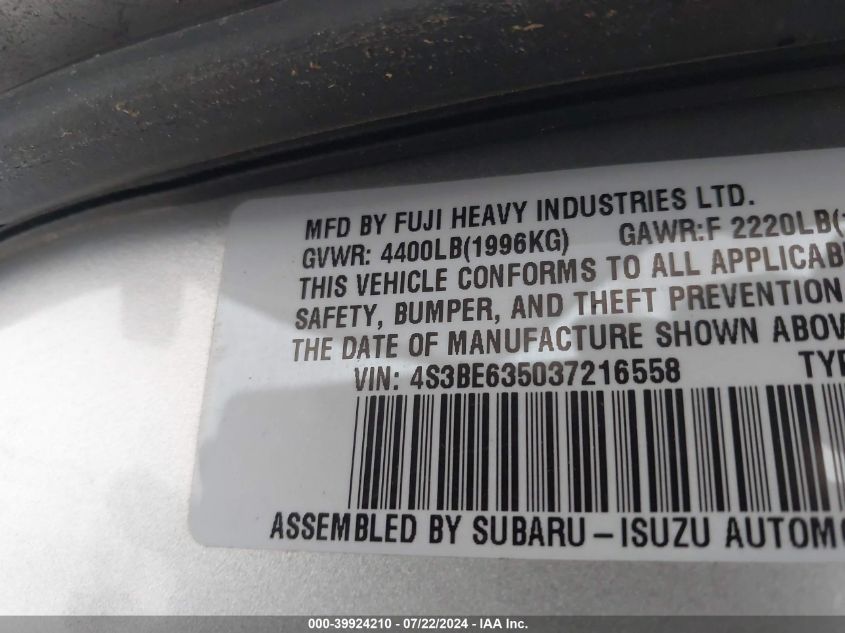 MFD BY FUJI HEAVY INDUSTRIES LTD.
GVWR: 4400LB(1996KG) GAWR:F 2220LB(
THIS VEHICLE CONFORMS TO ALL APPLICAB
SAFETY, BUMPER, AND THEFT PREVENTION
THE DATE OF MANUFACTURE SHOWN ABOV
VIN: 4S3BE635037216558 TYP
ASSEMBLED BY SUBARU-ISUZU AUTOMO
000-39924210 - 07/22/2024 - IAA Inc.